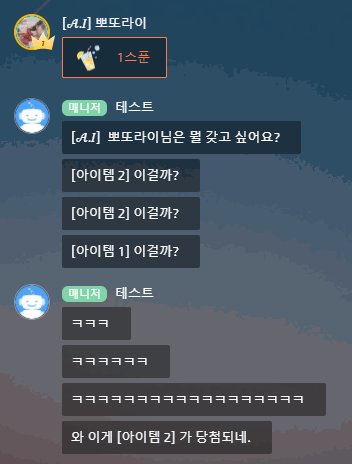 [𝓐.𝓘] 뽀또라이
1스푼
매니저 테스트
[𝓐.𝓘] 뽀또라이님은 뭘 갖고 싶어요?
[아이템 2] 이걸까?
[아이템 2] 이걸까?
[아이템 1] 이걸까?
매니저 테스트
ㅋㅋㅋ
ㅋㅋㅋㅋㅋㅋ
ㅋㅋㅋㅋㅋㅋㅋㅋㅋㅋㅋㅋㅋㅋㅋㅋㅋㅋ
와 이게 [아이템 2] 가 당첨되네.